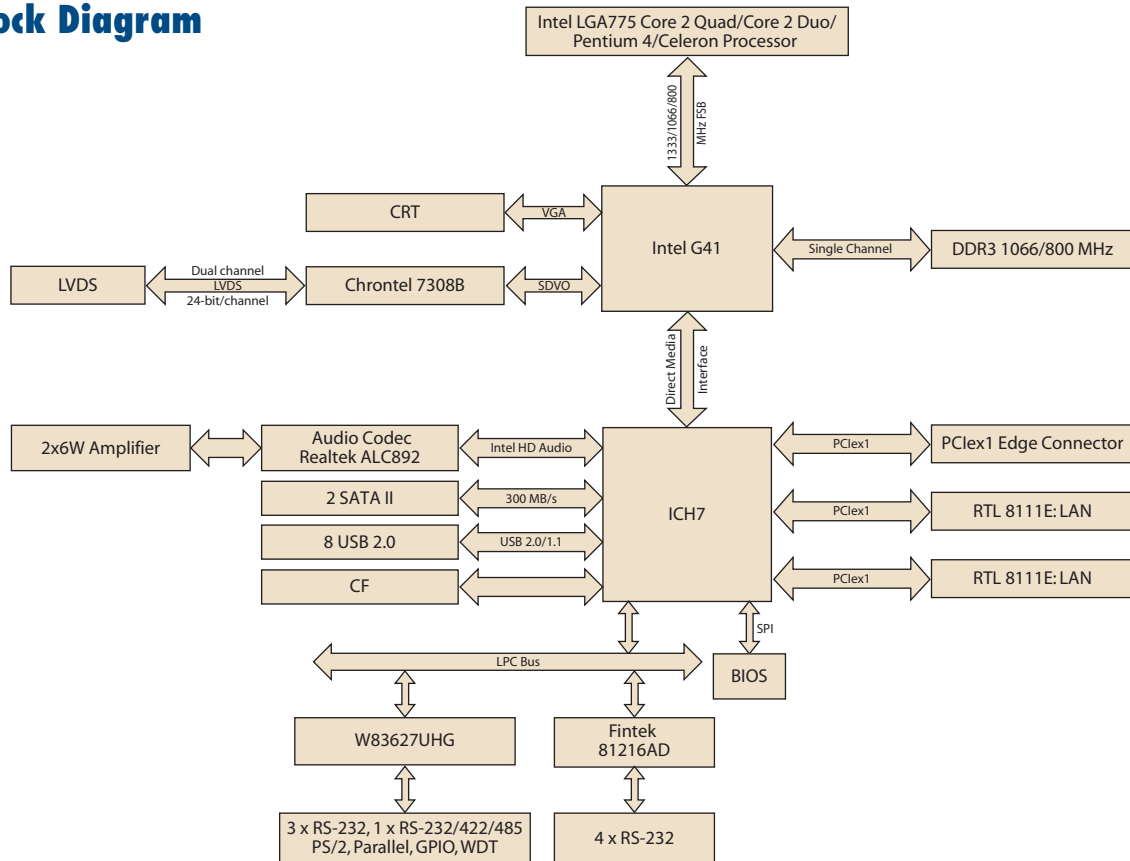 ock Diagram
Intel LGA775 Core 2 Quad/Core 2 Duo/
Pentium 4/Celeron Processor
1333/1066/800
MHz FSB
CRT
VGA
Intel G41
Single Channel
DDR3 1066/800 MHz
LVDS
Dual channel
LVDS
24-bit/channel
Chrontel 7308B
SDVO
Direct Media
Interface
2x6W Amplifier
Audio Codec
Realtek ALC892
Intel HD Audio
ICH7
PCIex1
PCIex1 Edge Connector
2 SATA II
300 MB/s
PCIex1
RTL 8111E: LAN
8 USB 2.0
USB 2.0/1.1
CF
PCIex1
RTL 8111E: LAN
SPI
LPC Bus
BIOS
W83627UHG
Fintek
81216AD
3 x RS-232, 1 x RS-232/422/485
PS/2, Parallel, GPIO, WDT
4 x RS-232